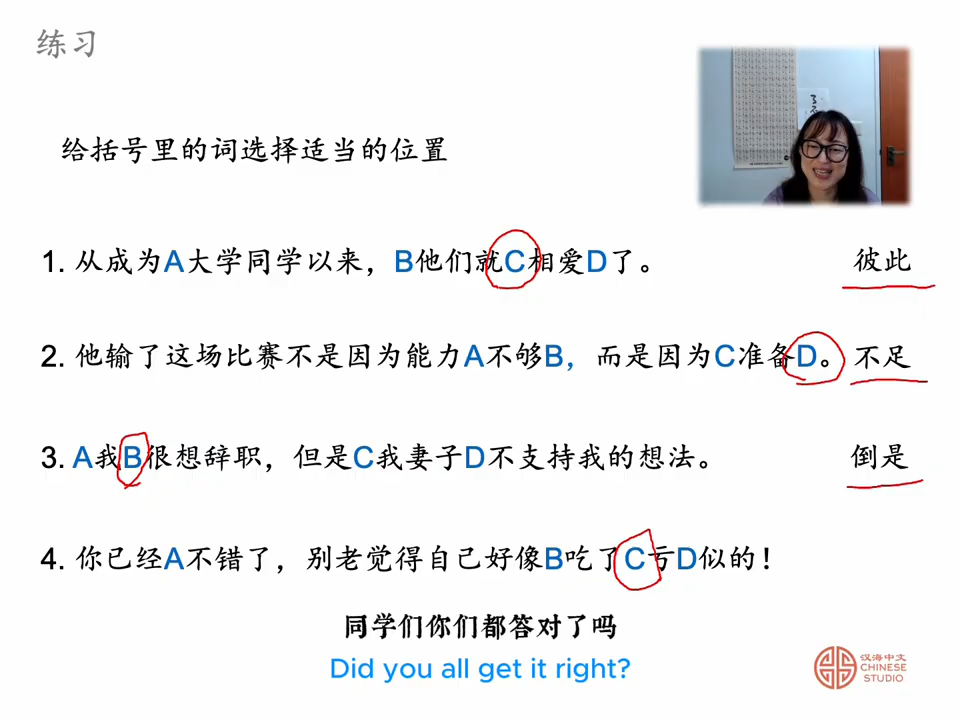 练习
给括号里的词选择适当的位置
1. 从成为A大学同学以来，B他们就C相爱D了。 彼此
2. 他输了这场比赛不是因为能力A不够B，而是因为C准备D。 不足
3. A我B很想辞职，但是C我妻子D不支持我的想法。 倒是
4. 你已经A不错了，别老觉得自己好像B吃了C亏D似的！
同学们你们都答对了吗
Did you all get it right?
汉海中文
CHINESE
STUDIO